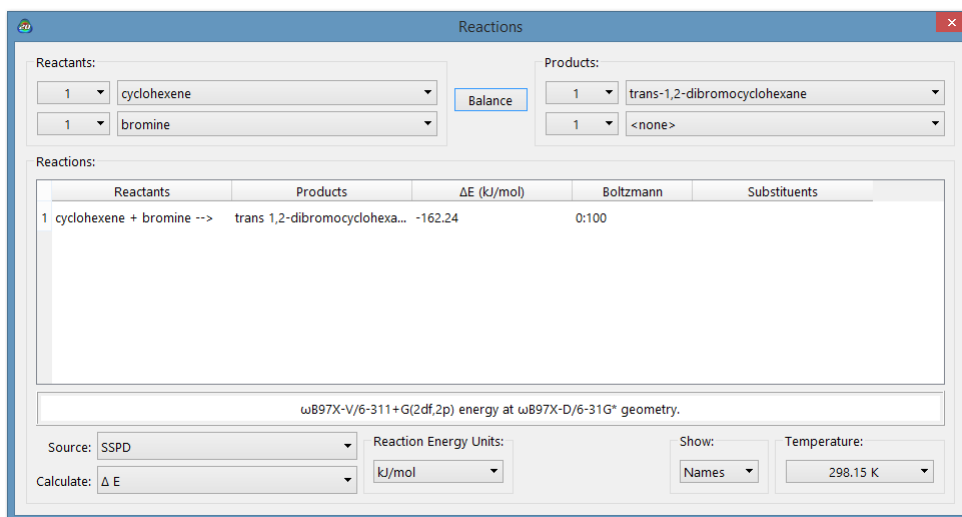 Reactions
Reactants:
Products:
1 cyclohexene
Balance
1 trans-1,2-dibromocyclohexane
1 bromine
1 <none>
Reactions:
Reactants Products ΔE (kJ/mol) Boltzmann Substituents
1 cyclohexene + bromine --> trans 1,2-dibromocyclohexa... -162.24 0:100
ωB97X-V/6-311+G(2df,2p) energy at ωB97X-D/6-31G* geometry.
Source: SSPD
Reaction Energy Units:
Show:
Temperature:
kJ/mol
Names
298.15 K
Calculate: Δ E